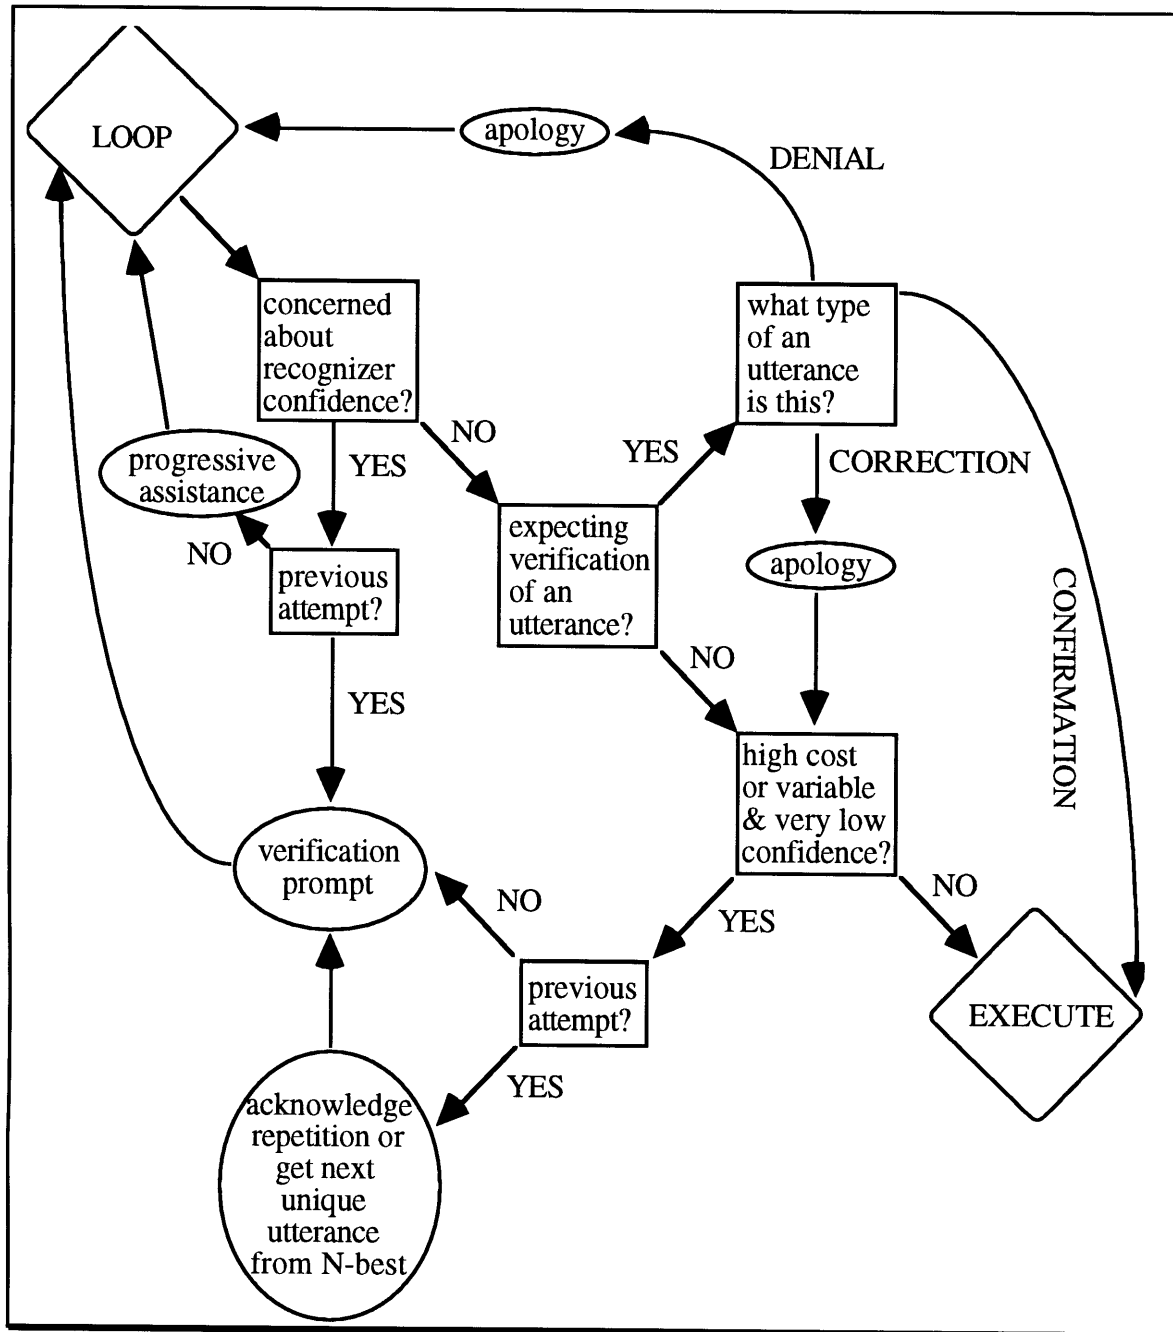 LOOP
apology
DENIAL
concerned
about
recognizer
confidence?
what type
of an
utterance
is this?
NO
YES
CORRECTION
progressive
assistance
YES
NO
expecting
verification
of an
utterance?
apology
previous
attempt?
CONFIRMATION
NO
YES
high cost
or variable
& very low
confidence?
verification
prompt
NO
YES
NO
previous
attempt?
EXECUTE
YES
acknowledge
repetition or
get next
unique
utterance
from N-best